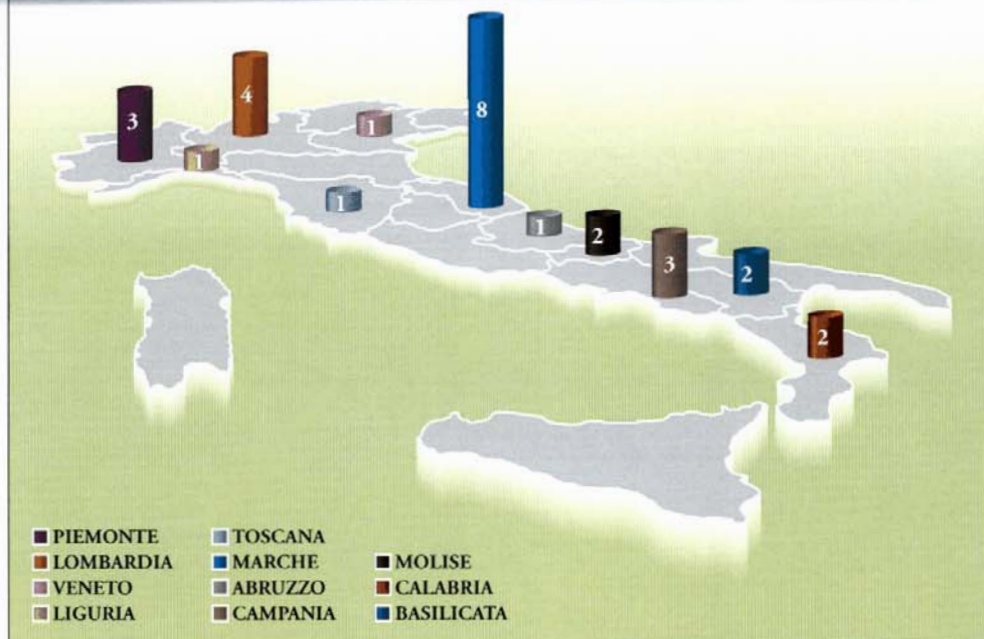 8
4
3
1
1
1
1
2
3
2
2
PIEMONTE
LOMBARDIA
VENETO
LIGURIA
TOSCANA
MARCHE
ABRUZZO
CAMPANIA
MOLISE
CALABRIA
BASILICATA